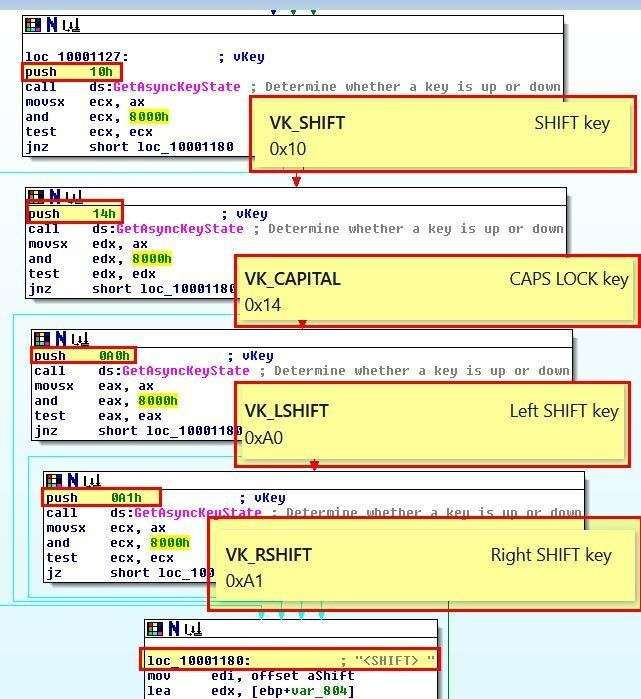 loc_10001127: ; vKey
push 10h
call ds:GetAsyncKeyState ; Determine whether a key is up or down
movsx ecx, ax
and ecx, 8000h
test ecx, ecx
jnz short loc_10001180
VK_SHIFT SHIFT key
0x10
push 14h ; vKey
call ds:GetAsyncKeyState ; Determine whether a key is up or down
movsx edx, ax
and edx, 8000h
test edx, edx
jnz short loc_10001180
VK_CAPITAL CAPS LOCK key
0x14
push 0A0h ; vKey
call ds:GetAsyncKeyState ; Determine whether a key is up or down
movsx eax, ax
and eax, 8000h
test eax, eax
jnz short loc_10001180
VK_LSHIFT Left SHIFT key
0xA0
push 0A1h ; vKey
call ds:GetAsyncKeyState ; Determine whether a key is up or down
movsx ecx, ax
and ecx, 8000h
test ecx, ecx
jz short loc_100
VK_RSHIFT Right SHIFT key
0xA1
loc_10001180: ; "<SHIFT> "
mov edi, offset aShift
lea edx, [ebp+var_804]